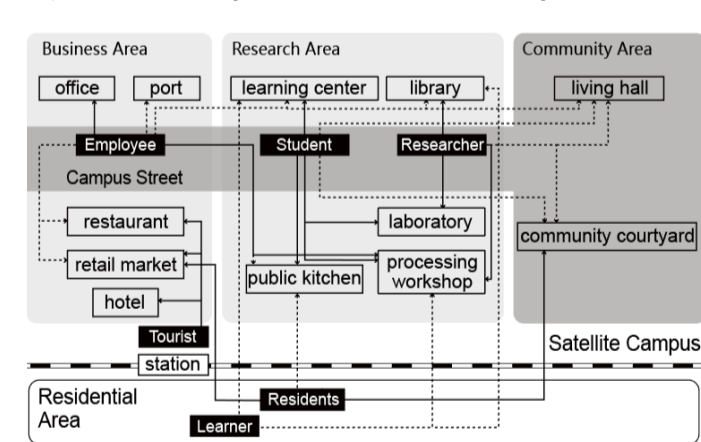 Business Area
Research Area
Community Area
office
port
learning center
library
living hall
Employee
Student
Researcher
Campus Street
restaurant
laboratory
community courtyard
retail market
public kitchen
processing
workshop
hotel
Tourist
Satellite Campus
station
Residential
Area
Residents
Learner